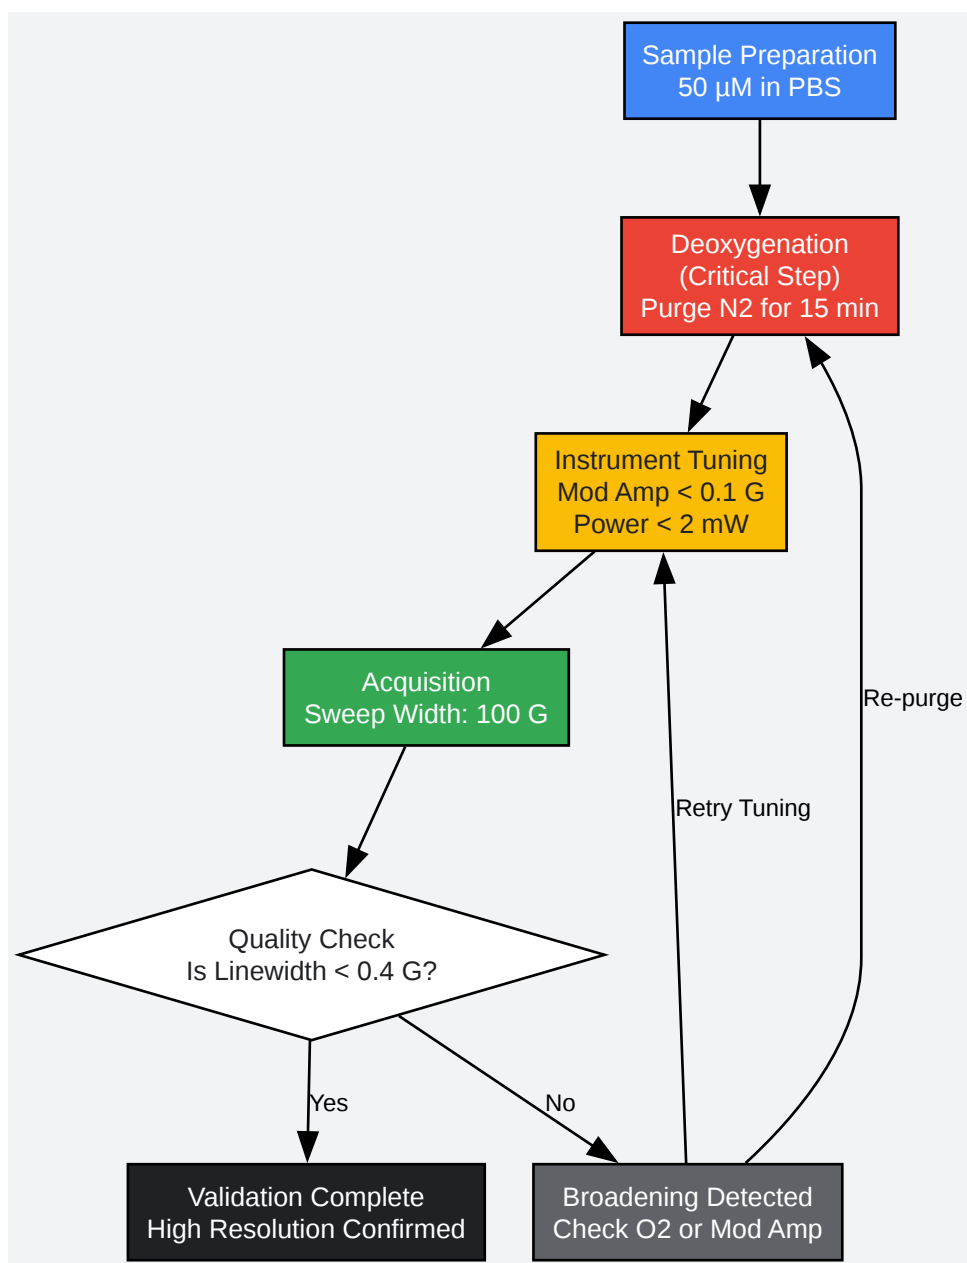 Sample Preparation
50 µM in PBS
Deoxygenation
(Critical Step)
Purge N2 for 15 min
Instrument Tuning
Mod Amp < 0.1 G
Power < 2 mW
Acquisition
Sweep Width: 100 G
Re-purge
Retry Tuning
Quality Check
Is Linewidth < 0.4 G?
Yes
No
Validation Complete
High Resolution Confirmed
Broadening Detected
Check O2 or Mod Amp